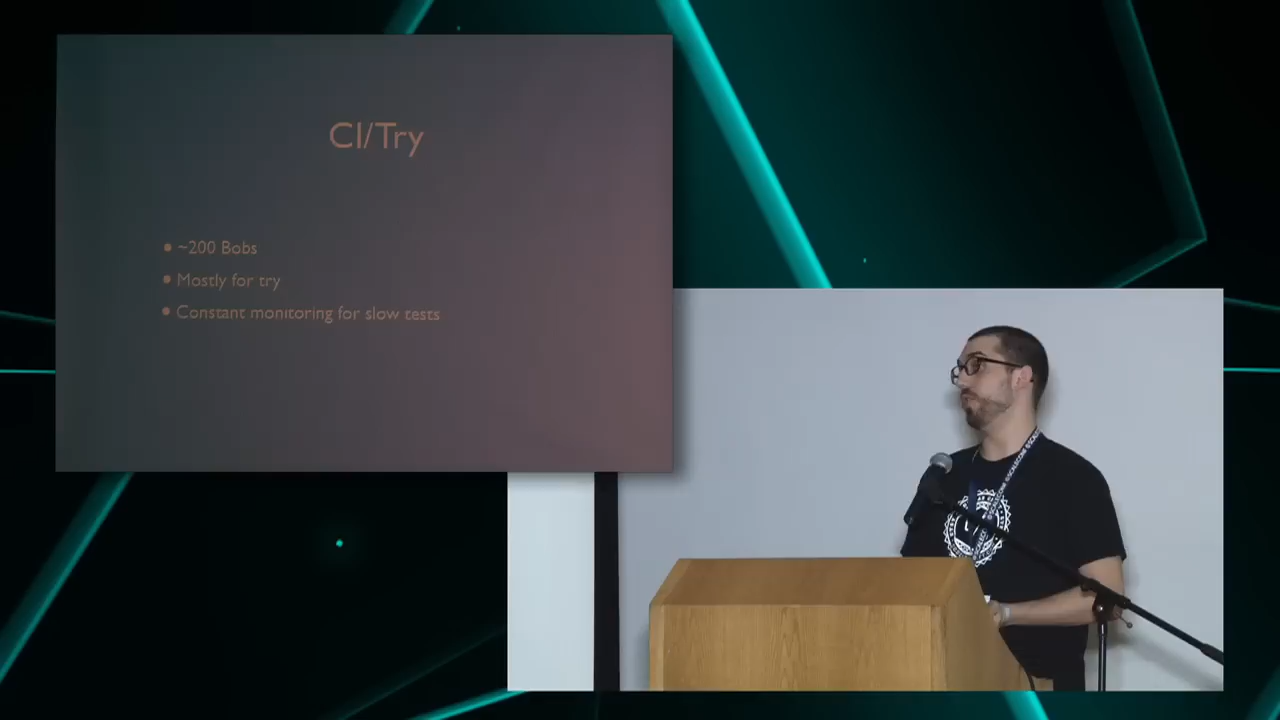 CI/Try
~200 Bobs
Mostly for try
Constant monitoring for slow tests